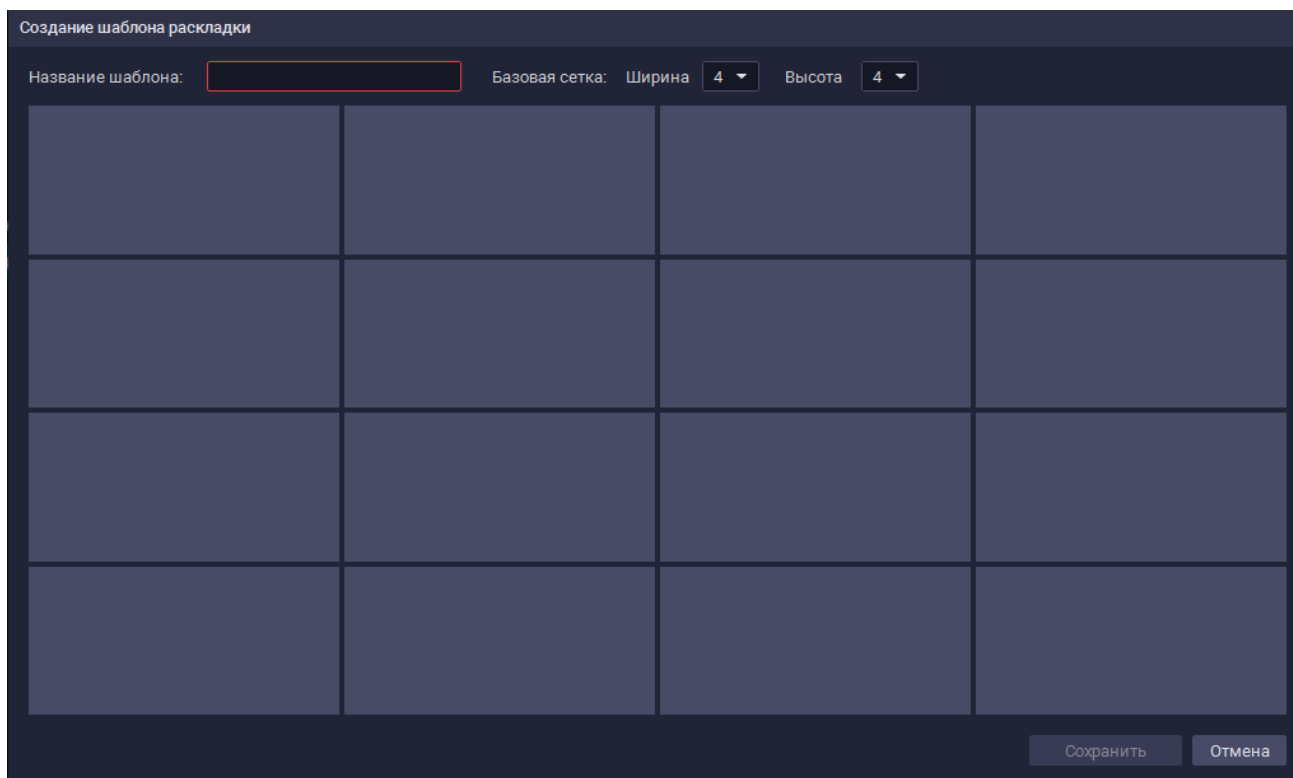 Создание шаблона раскладки
Название шаблона: Базовая сетка: Ширина 4 Высота 4
Сохранить Отмена